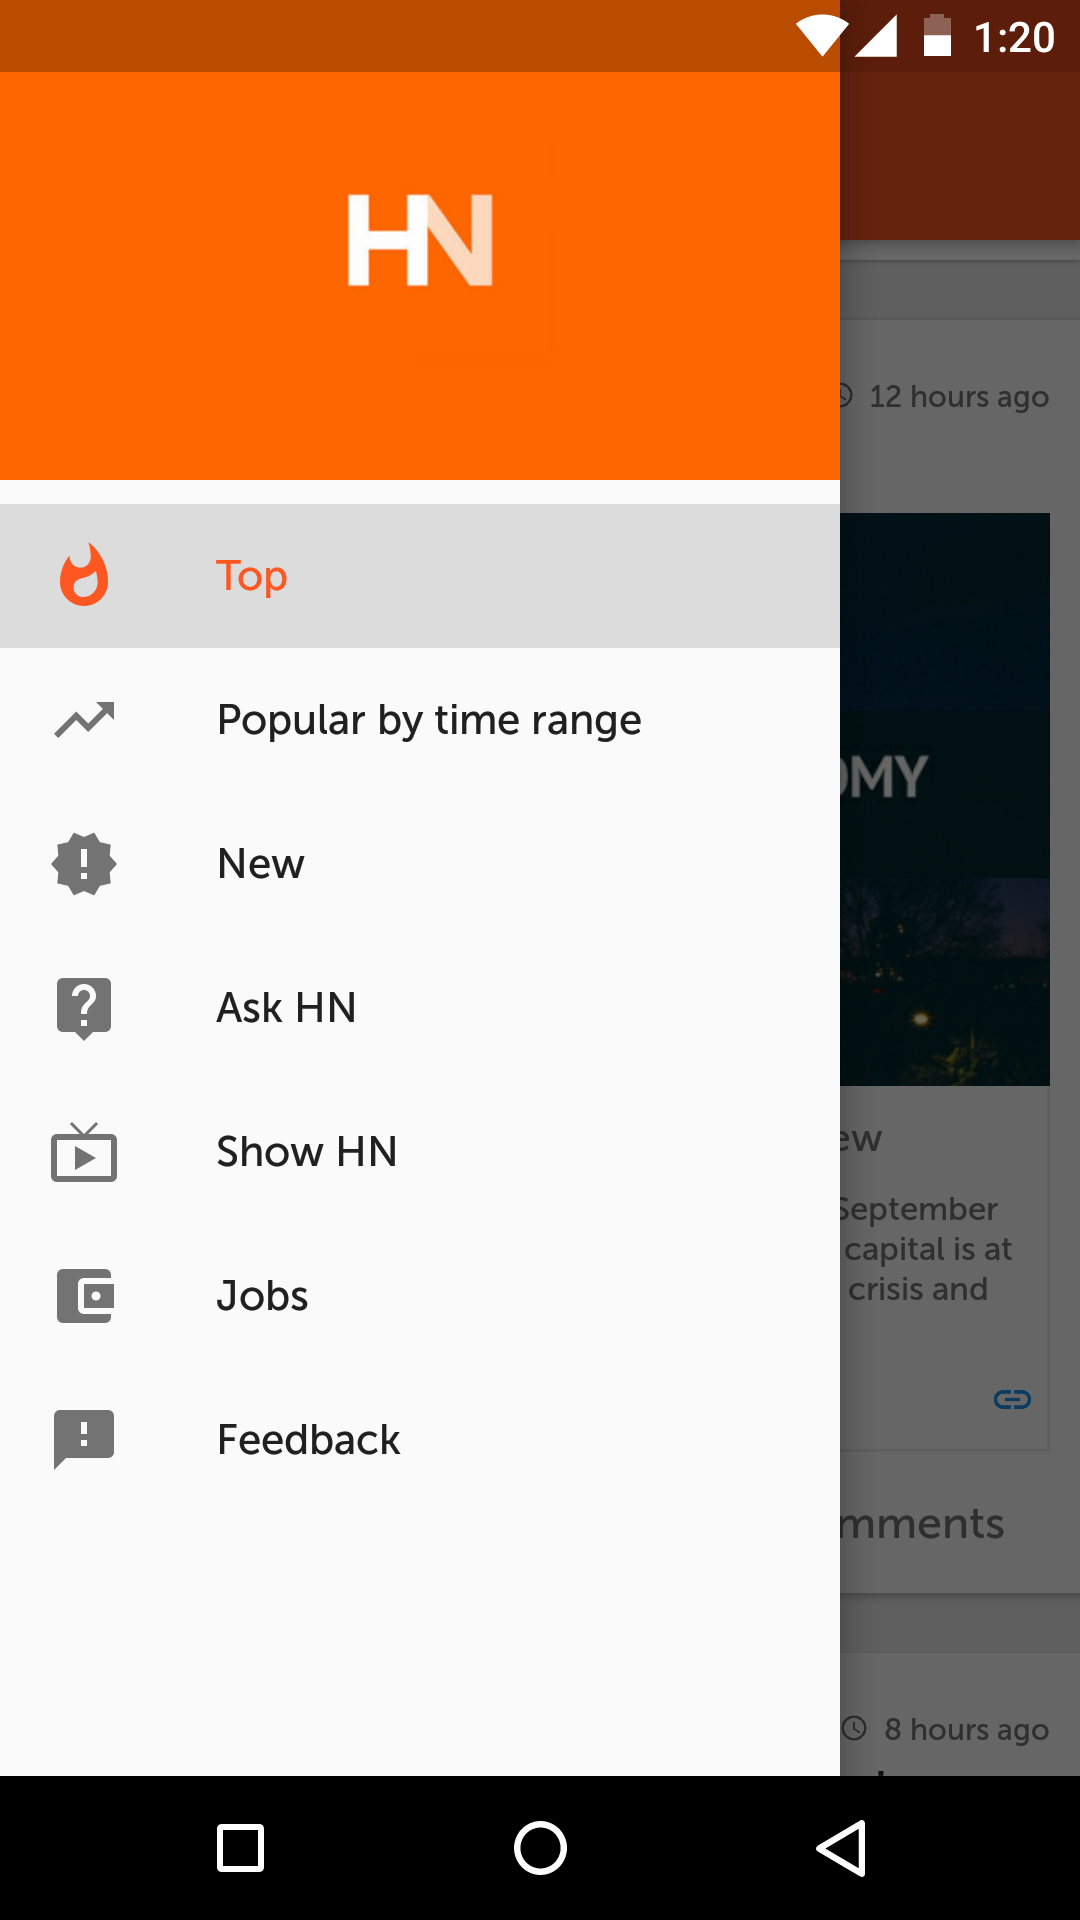 1:20
HN
Top
Popular by time range
New
Ask HN
Show HN
Jobs
Feedback
12 hours ago
OMY
ew
September
capital is at
crisis and
mments
8 hours ago